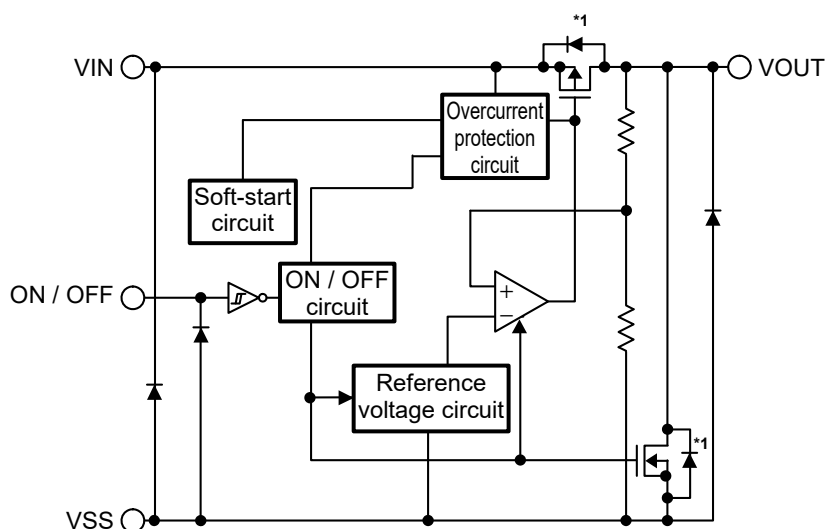 *1
VIN
VOUT
Overcurrent
protection
circuit
Soft-start
circuit
ON / OFF
ON / OFF
circuit
+
−
Reference
voltage circuit
*1
VSS